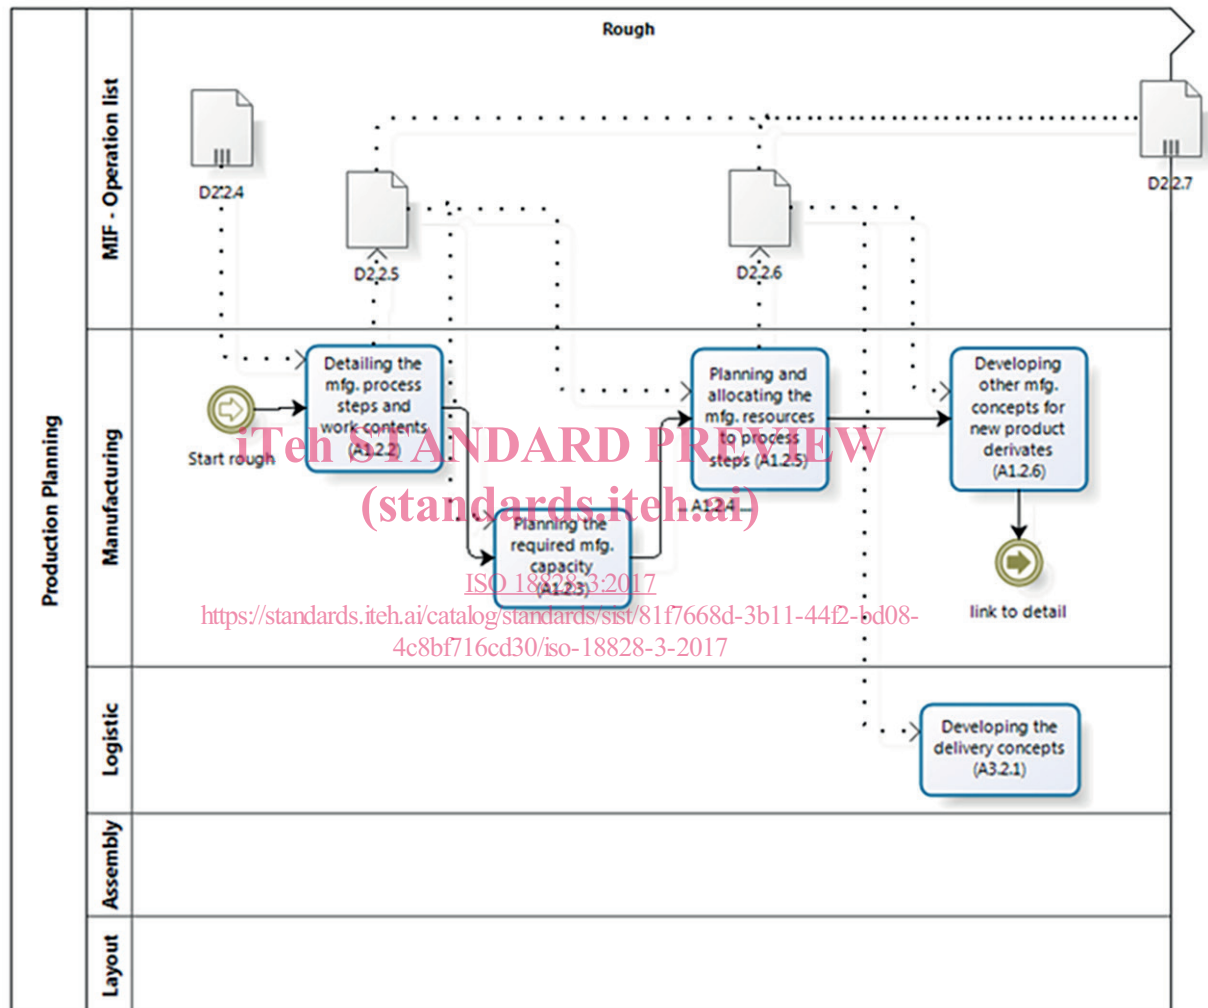 Rough
Production Planning
MIF - Operation list
D2.2.4
D2.2.5
D2.2.6
D2.2.7
Manufacturing
Start rough
Detailing the
mfg. process
steps and
work contents
(A1.2.2)
Planning the
required mfg.
capacity
(A1.2.3)
Planning and
allocating the
mfg. resources
to process
steps (A1.2.5)
A1.2.4
Developing
other mfg.
concepts for
new product
derivates
(A1.2.6)
link to detail
iTeh STANDARD PREVIEW
(standards.iteh.ai)
ISO 18828-3:2017
https://standards.iteh.ai/catalog/standards/sist/81f7668d-3b11-44f2-bd08-
4c8bf716cd30/iso-18828-3-2017
Logistic
Developing the
delivery concepts
(A3.2.1)
Assembly
Layout